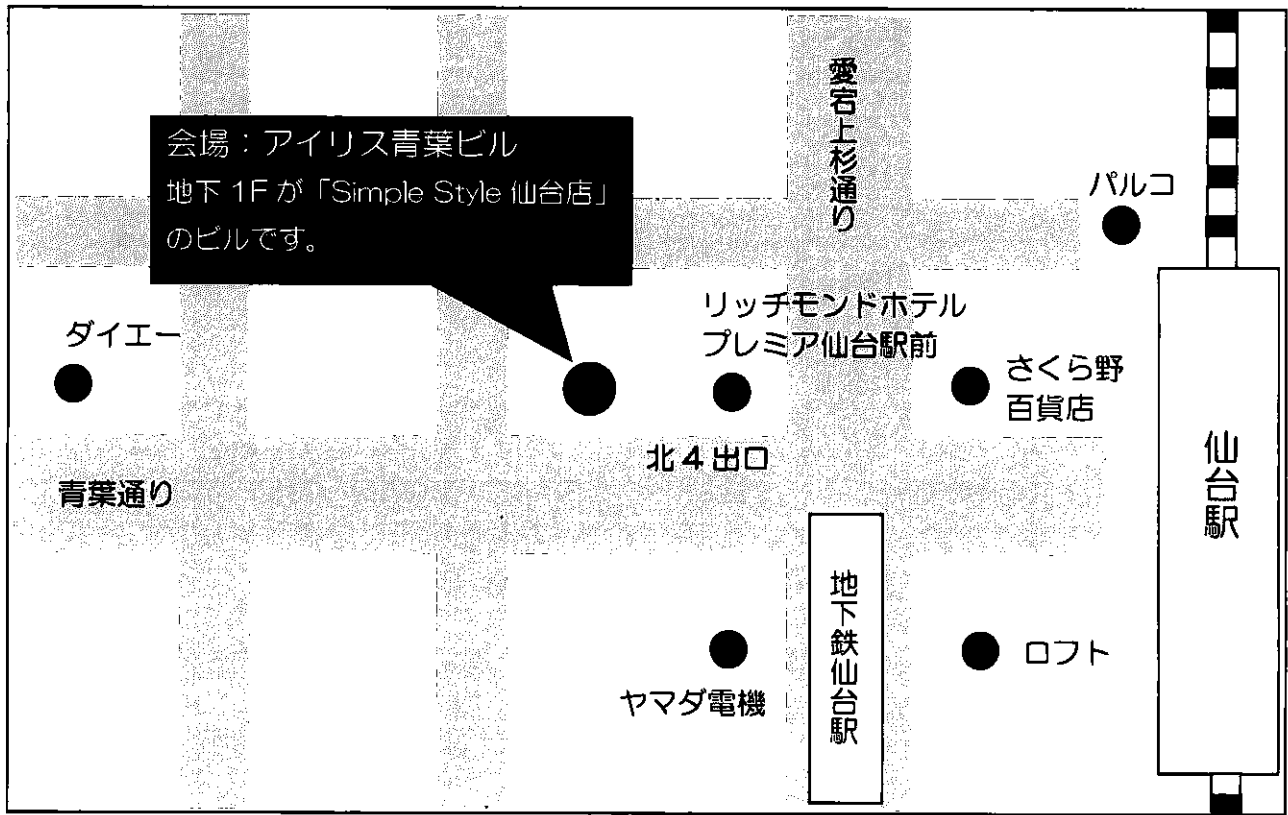 愛宕上杉通り
会場：アイリス青葉ビル
地下 1F が「Simple Style 仙台店」
のビルです。
パルコ
リッチモンドホテル
プレミア仙台駅前
ダイエー
さくら野
百貨店
北4出口
青葉通り
仙台駅
地下鉄仙台駅
ロフト
ヤマダ電機